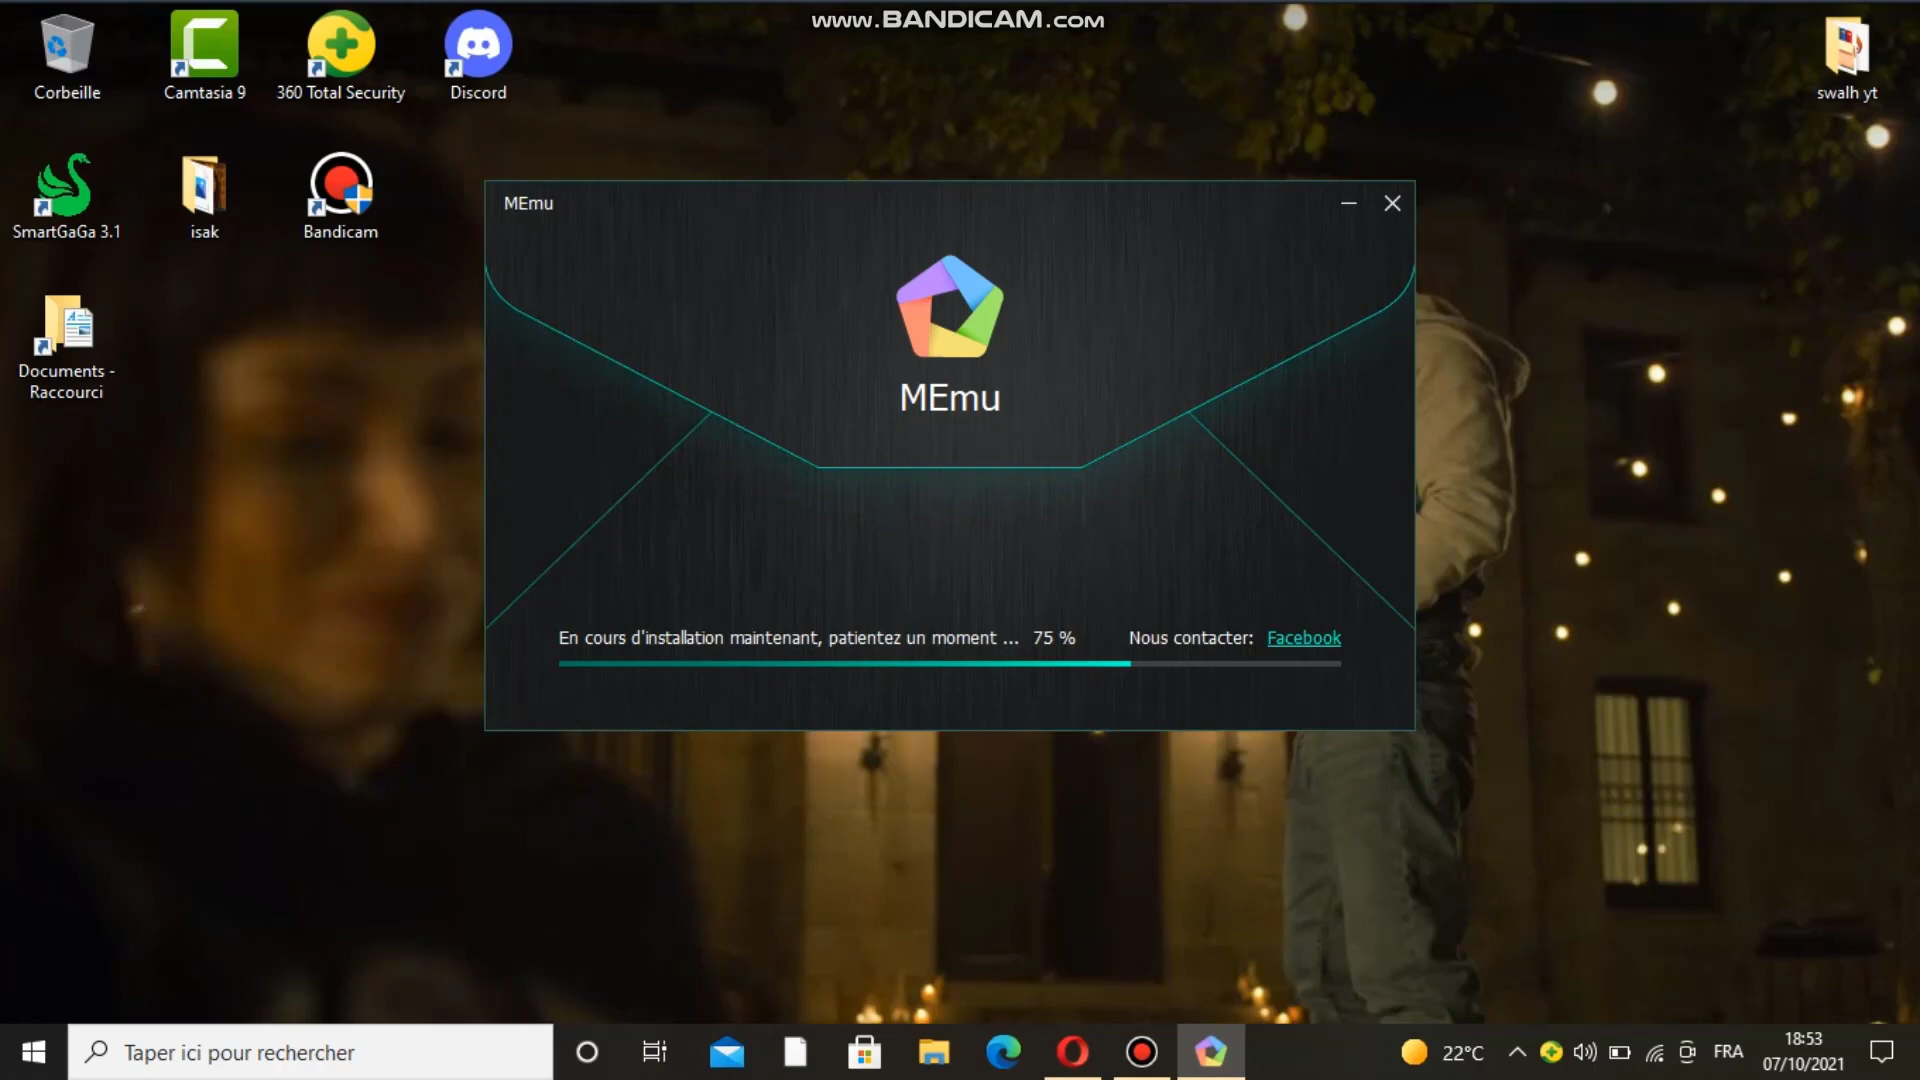 www.BANDICAM.com
Corbeille
Camtasia 9
360 Total Security
Discord
swalh yt
SmartGaGa 3.1
isak
Bandicam
Documents -
Raccourci
MEmu
MEmu
En cours d'installation maintenant, patientez un moment ... 75 %
Nous contacter: Facebook
Taper ici pour rechercher
22°C
FRA
18:53
07/10/2021